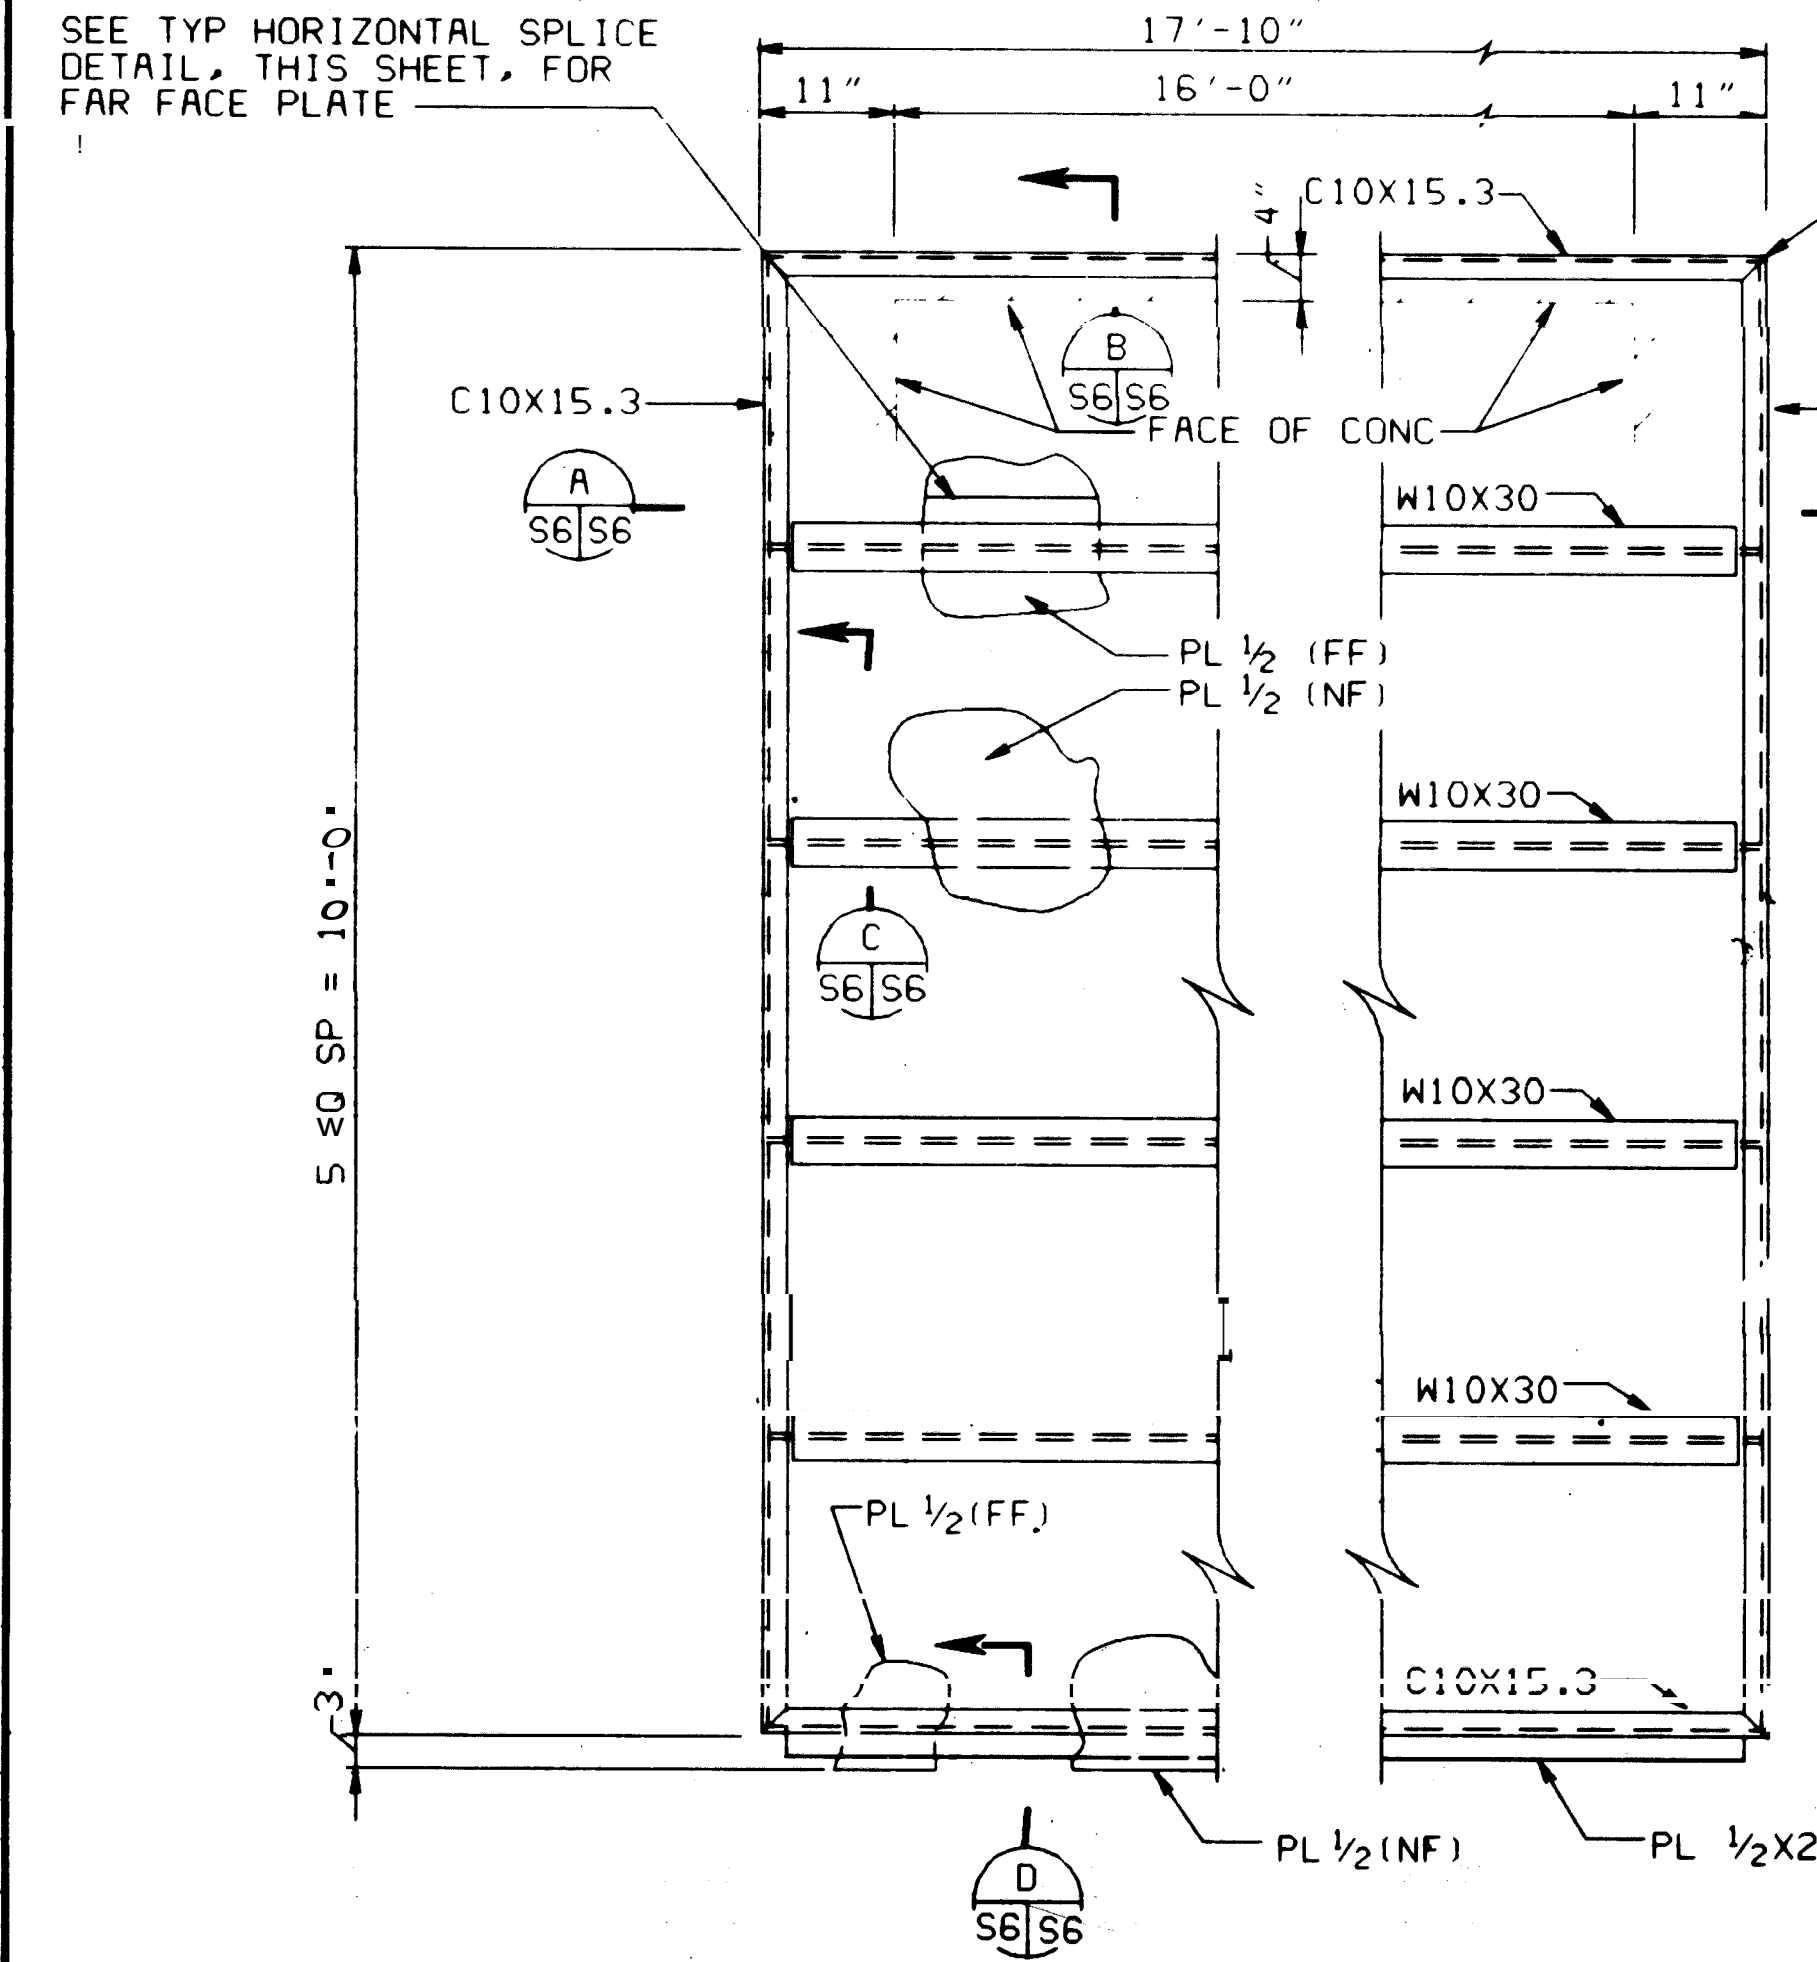 SEE TYP HORIZONTAL SPLICE
DETAIL, THIS SHEET, FOR
FAR FACE PLATE
17'-10"
11"
16'-0"
11"
4"
C10X15.3
B
S6 S6
C10X15.3
FACE OF CONC
A
S6 S6
W10X30
PL 1/2 (FF)
PL 1/2 (NF)
W10X30
5 WQ SP = 10'-0"
C
S6 S6
W10X30
W10X30
PL 1/2(FF.)
3"
C10X15.3
PL 1/2(NF)
PL 1/2X2
D
S6 S6